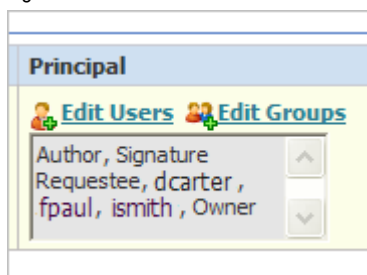 Principal
Edit Users Edit Groups
Author, Signature
Requestee, dcarter ,
fpaul, ismith , Owner